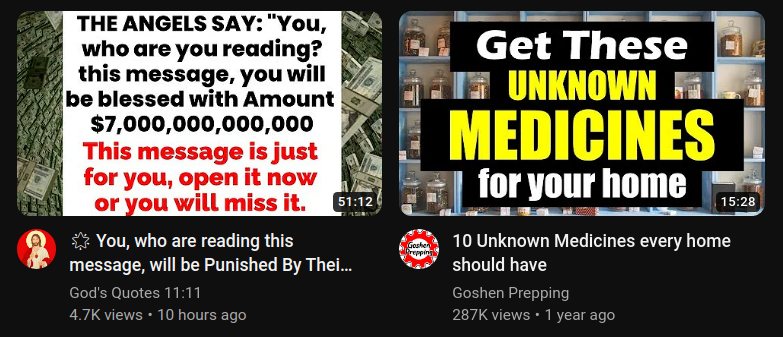 THE ANGELS SAY: "You,
who are you reading?
this message, you will
be blessed with Amount
$7,000,000,000,000
This message is just
for you, open it now
or you will miss it.
51:12
You, who are reading this
message, will be Punished By Thei...
God's Quotes 11:11
4.7K views • 10 hours ago
Get These
UNKNOWN
MEDICINES
for your home
15:28
Goshen
Prepping
10 Unknown Medicines every home
should have
Goshen Prepping
287K views • 1 year ago